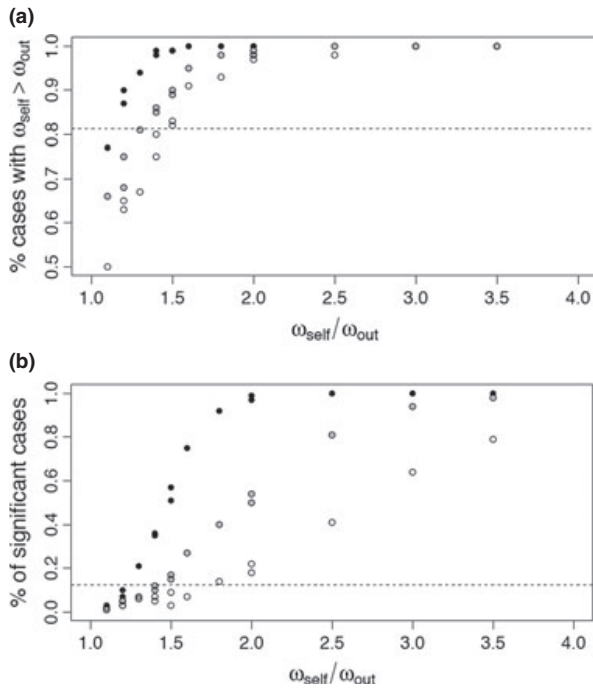 (a)
% cases with ωself > ωout
1.0
0.9
0.8
0.7
0.6
0.5
1.0 1.5 2.0 2.5 3.0 3.5 4.0
ωself/ωout
(b)
% of significant cases
1.0
0.8
0.6
0.4
0.2
0.0
1.0 1.5 2.0 2.5 3.0 3.5 4.0
ωself/ωout